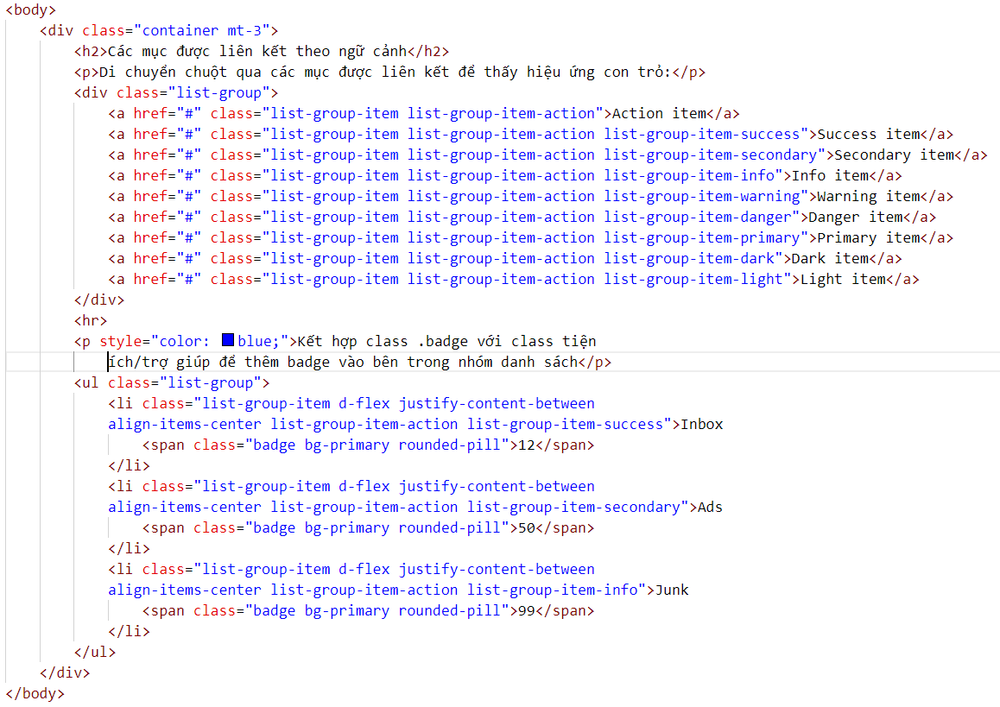 <body>
<div class="container mt-3">
<h2>Các mục được liên kết theo ngữ cảnh</h2>
<p>Di chuyển chuột qua các mục được liên kết để thấy hiệu ứng con trỏ:</p>
<div class="list-group">
<a href="#" class="list-group-item list-group-item-action">Action item</a>
<a href="#" class="list-group-item list-group-item-action list-group-item-success">Success item</a>
<a href="#" class="list-group-item list-group-item-action list-group-item-secondary">Secondary item</a>
<a href="#" class="list-group-item list-group-item-action list-group-item-info">Info item</a>
<a href="#" class="list-group-item list-group-item-action list-group-item-warning">Warning item</a>
<a href="#" class="list-group-item list-group-item-action list-group-item-danger">Danger item</a>
<a href="#" class="list-group-item list-group-item-action list-group-item-primary">Primary item</a>
<a href="#" class="list-group-item list-group-item-action list-group-item-dark">Dark item</a>
<a href="#" class="list-group-item list-group-item-action list-group-item-light">Light item</a>
</div>
<hr>
<p style="color: blue;">Kết hợp class .badge với class tiện
ích/trợ giúp để thêm badge vào bên trong nhóm danh sách</p>
<ul class="list-group">
<li class="list-group-item d-flex justify-content-between
align-items-center list-group-item-action list-group-item-success">Inbox
<span class="badge bg-primary rounded-pill">12</span>
</li>
<li class="list-group-item d-flex justify-content-between
align-items-center list-group-item-action list-group-item-secondary">Ads
<span class="badge bg-primary rounded-pill">50</span>
</li>
<li class="list-group-item d-flex justify-content-between
align-items-center list-group-item-action list-group-item-info">Junk
<span class="badge bg-primary rounded-pill">99</span>
</li>
</ul>
</div>
</body>